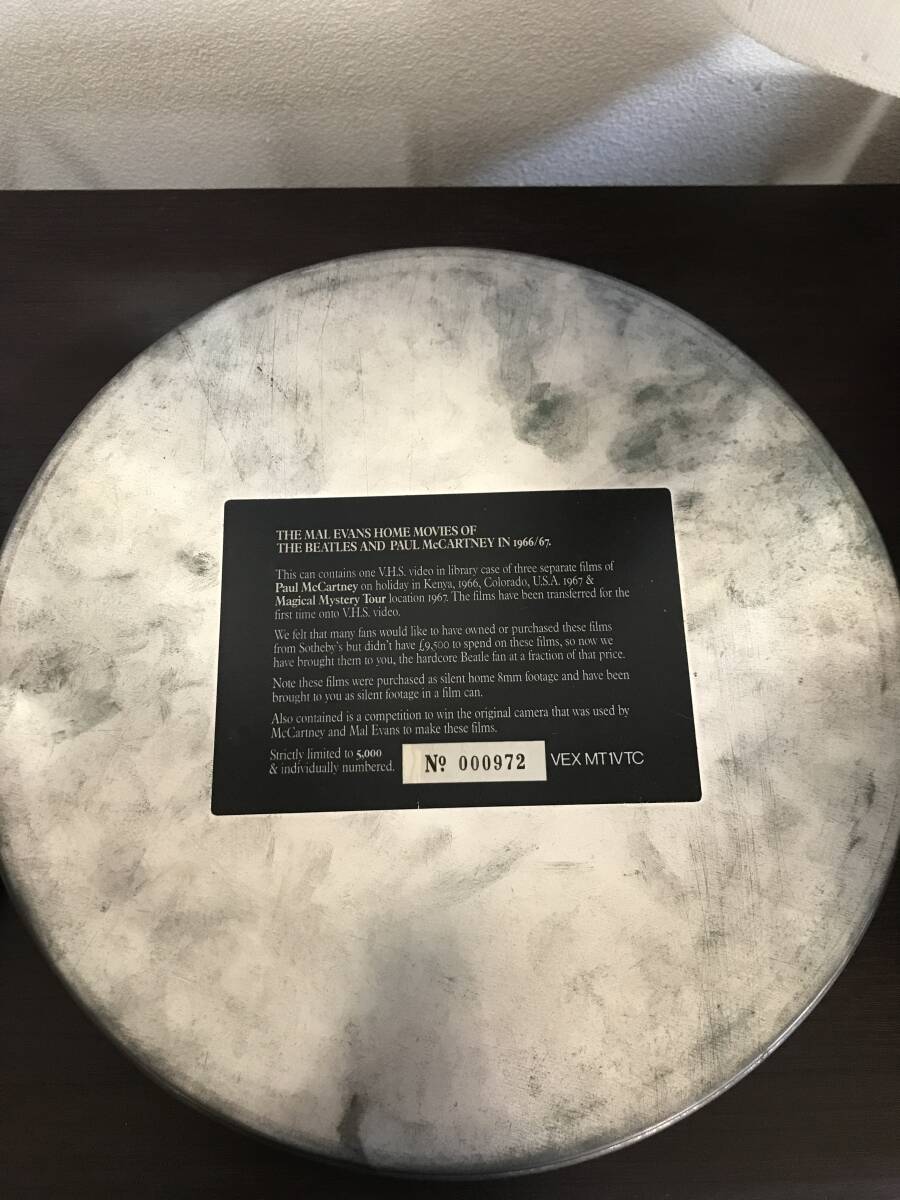 THE MAL EVANS HOME MOVIES OF
THE BEATLES AND PAUL McCARTNEY IN 1966/67.
This can contains one V.H.S. video in library case of three separate films of
Paul McCartney on holiday in Kenya, 1966, Colorado, U.S.A. 1967 &
Magical Mystery Tour location 1967. The films have been transferred for the
first time onto V.H.S. video.
We felt that many fans would like to have owned or purchased these films
from Sotheby's but didn't have £9,500 to spend on these films, so now we
have brought them to you, the hardcore Beatle fan at a fraction of that price.
Note these films were purchased as silent home 8mm footage and have been
brought to you as silent footage in a film can.
Also contained is a competition to win the original camera that was used by
McCartney and Mal Evans to make these films.
Strictly limited to 5,000
& individually numbered.
Nº 000972
VEX MT1VTC